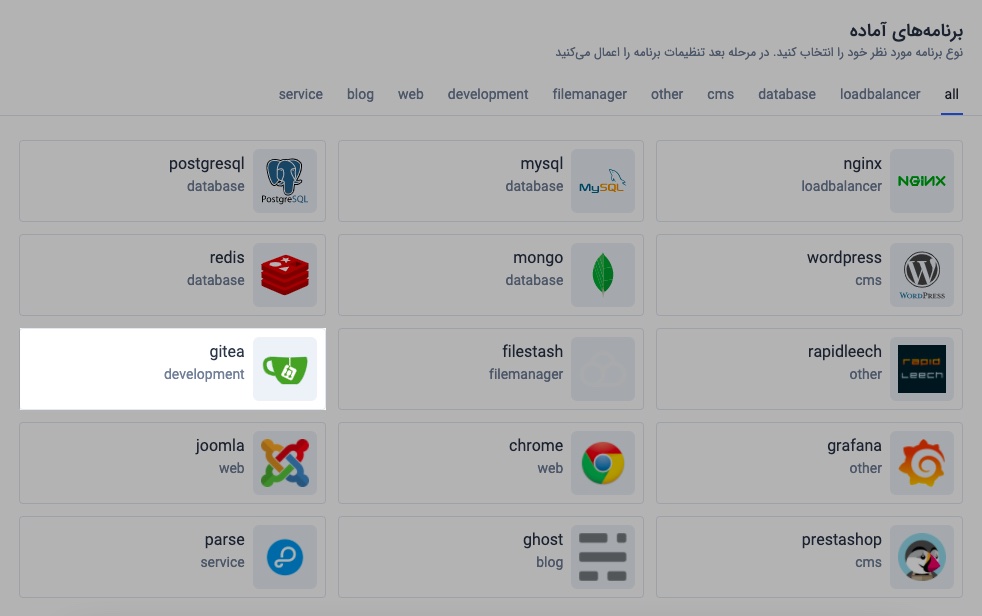 برنامه‌های آماده
نوع برنامه مورد نظر خود را انتخاب کنید. در مرحله بعد تنظیمات برنامه را اعمال می‌کنید
all
loadbalancer
database
cms
other
filemanager
development
web
blog
service
nginx
loadbalancer
NGINX
mysql
database
MySQL
postgresql
database
PostgreSQL
wordpress
cms
WORDPRESS
mongo
database
redis
database
rapidleech
other
RAPID
LEECH
filestash
filemanager
gitea
development
grafana
other
chrome
web
joomla
web
prestashop
cms
ghost
blog
parse
service